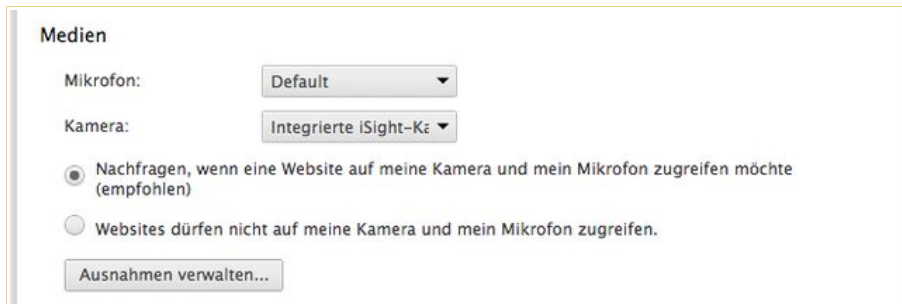 Medien
Mikrofon: Default
Kamera: Integrierte iSight-Ka
Nachfragen, wenn eine Website auf meine Kamera und mein Mikrofon zugreifen möchte
(empfohlen)
Websites dürfen nicht auf meine Kamera und mein Mikrofon zugreifen.
Ausnahmen verwalten...